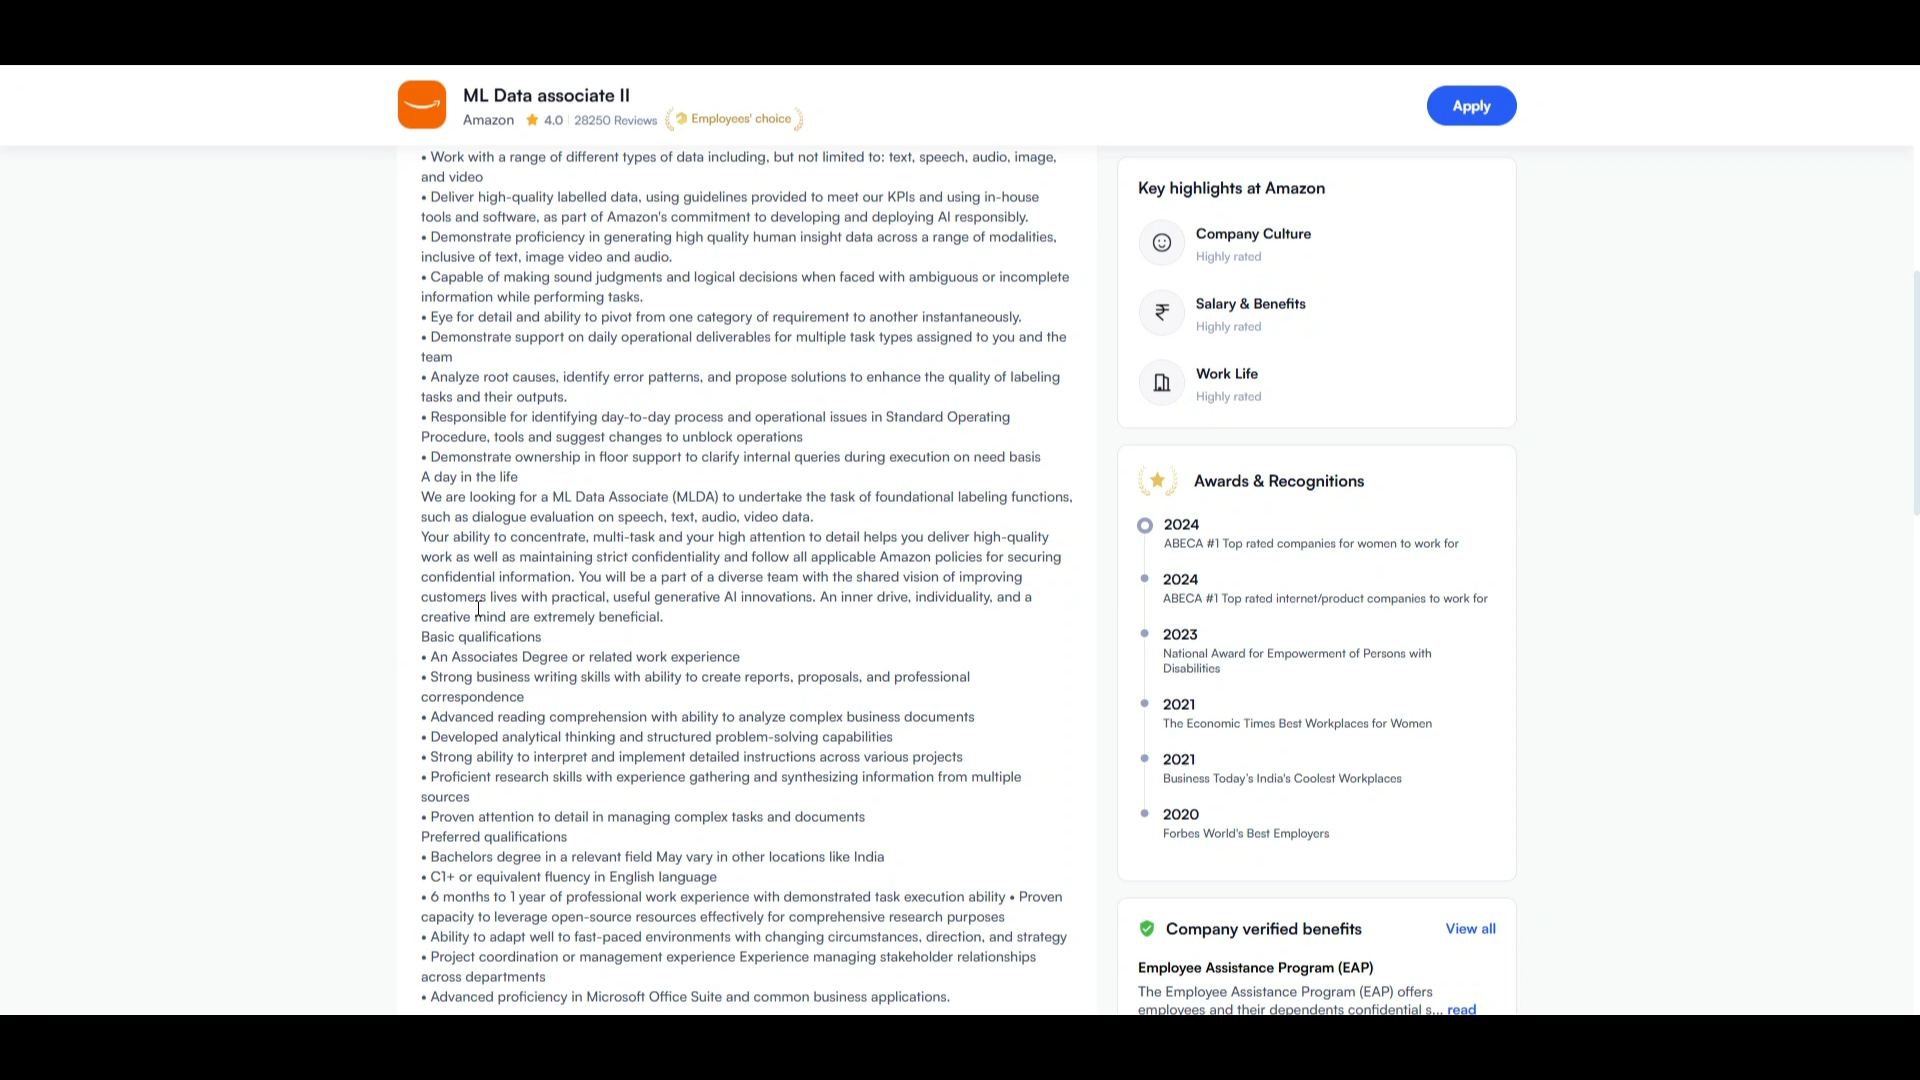 ML Data associate II
Amazon 4.0 28250 Reviews Employees' choice
Apply
• Work with a range of different types of data including, but not limited to: text, speech, audio, image,
and video
• Deliver high-quality labelled data, using guidelines provided to meet our KPIs and using in-house
tools and software, as part of Amazon's commitment to developing and deploying AI responsibly.
• Demonstrate proficiency in generating high quality human insight data across a range of modalities,
inclusive of text, image video and audio.
• Capable of making sound judgments and logical decisions when faced with ambiguous or incomplete
information while performing tasks.
• Eye for detail and ability to pivot from one category of requirement to another instantaneously.
• Demonstrate support on daily operational deliverables for multiple task types assigned to you and the
team
• Analyze root causes, identify error patterns, and propose solutions to enhance the quality of labeling
tasks and their outputs.
• Responsible for identifying day-to-day process and operational issues in Standard Operating
Procedure, tools and suggest changes to unblock operations
• Demonstrate ownership in floor support to clarify internal queries during execution on need basis
A day in the life
We are looking for a ML Data Associate (MLDA) to undertake the task of foundational labeling functions,
such as dialogue evaluation on speech, text, audio, video data.
Your ability to concentrate, multi-task and your high attention to detail helps you deliver high-quality
work as well as maintaining strict confidentiality and follow all applicable Amazon policies for securing
confidential information. You will be a part of a diverse team with the shared vision of improving
customers lives with practical, useful generative AI innovations. An inner drive, individuality, and a
creative mind are extremely beneficial.
Basic qualifications
• An Associates Degree or related work experience
• Strong business writing skills with ability to create reports, proposals, and professional
correspondence
• Advanced reading comprehension with ability to analyze complex business documents
• Developed analytical thinking and structured problem-solving capabilities
• Strong ability to interpret and implement detailed instructions across various projects
• Proficient research skills with experience gathering and synthesizing information from multiple
sources
• Proven attention to detail in managing complex tasks and documents
Preferred qualifications
• Bachelors degree in a relevant field May vary in other locations like India
• C1+ or equivalent fluency in English language
• 6 months to 1 year of professional work experience with demonstrated task execution ability • Proven
capacity to leverage open-source resources effectively for comprehensive research purposes
• Ability to adapt well to fast-paced environments with changing circumstances, direction, and strategy
• Project coordination or management experience Experience managing stakeholder relationships
across departments
• Advanced proficiency in Microsoft Office Suite and common business applications.
Key highlights at Amazon
Company Culture
Highly rated
₹
Salary & Benefits
Highly rated
Work Life
Highly rated
Awards & Recognitions
2024
ABECA #1 Top rated companies for women to work for
2024
ABECA #1 Top rated internet/product companies to work for
2023
National Award for Empowerment of Persons with
Disabilities
2021
The Economic Times Best Workplaces for Women
2021
Business Today's India's Coolest Workplaces
2020
Forbes World's Best Employers
Company verified benefits View all
Employee Assistance Program (EAP)
The Employee Assistance Program (EAP) offers
employees and their dependents confidential s... read